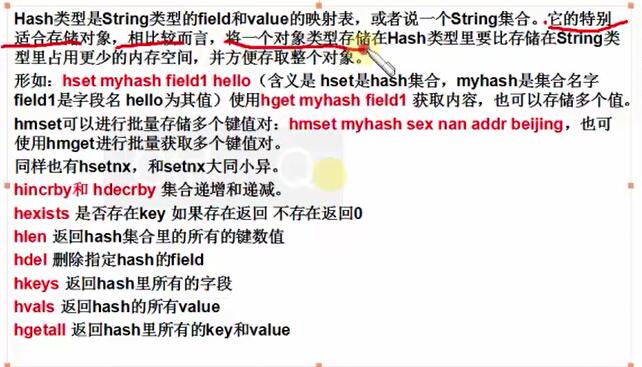 Hash类型是String类型的field和value的映射表，或者说一个String集合。它的特别
适合存储对象，相比较而言，将一个对象类型存储在Hash类型里要比存储在String类
型里占用更少的内存空间，并方便存取整个对象。
形如：hset myhash field1 hello（含义是 hset是hash集合，myhash是集合名字
field1是字段名 hello为其值）使用hget myhash field1 获取内容，也可以存储多个值。
hmset可以进行批量存储多个键值对：hmset myhash sex nan addr beijing，也可
使用hmget进行批量获取多个键值对。
同样也有hsetnx，和setnx大同小异。
hincrby和 hdecrby 集合递增和递减。
hexists 是否存在key 如果存在返回 不存在返回0
hlen 返回hash集合里的所有的键数值
hdel 删除指定hash的field
hkeys 返回hash里所有的字段
hvals 返回hash的所有value
hgetall 返回hash里所有的key和value